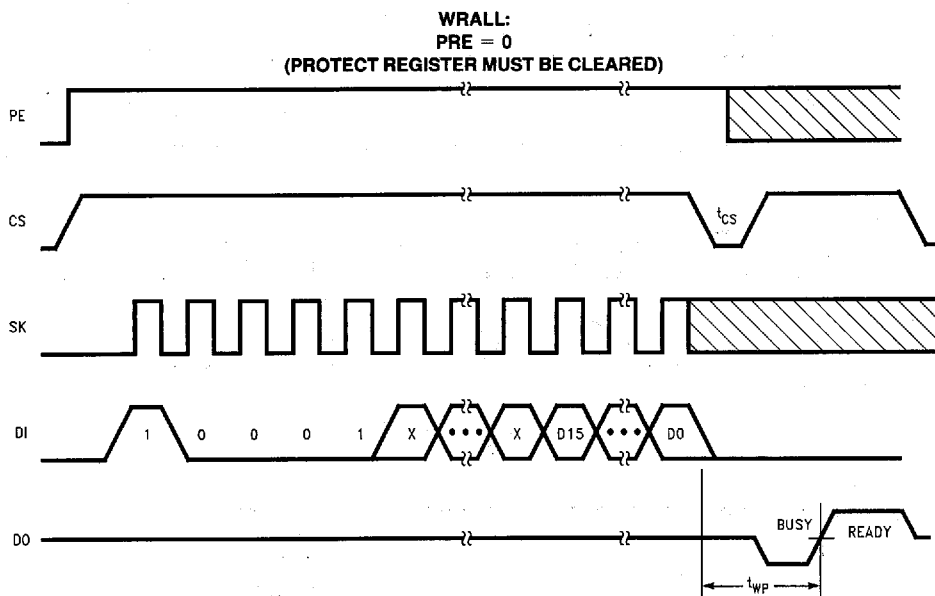 WRALL:
PRE = 0
(PROTECT REGISTER MUST BE CLEARED)
PE
CS
tCS
SK
DI
1 0 0 0 1 X ••• X D15 ••• D0
DO
BUSY
READY
tWP